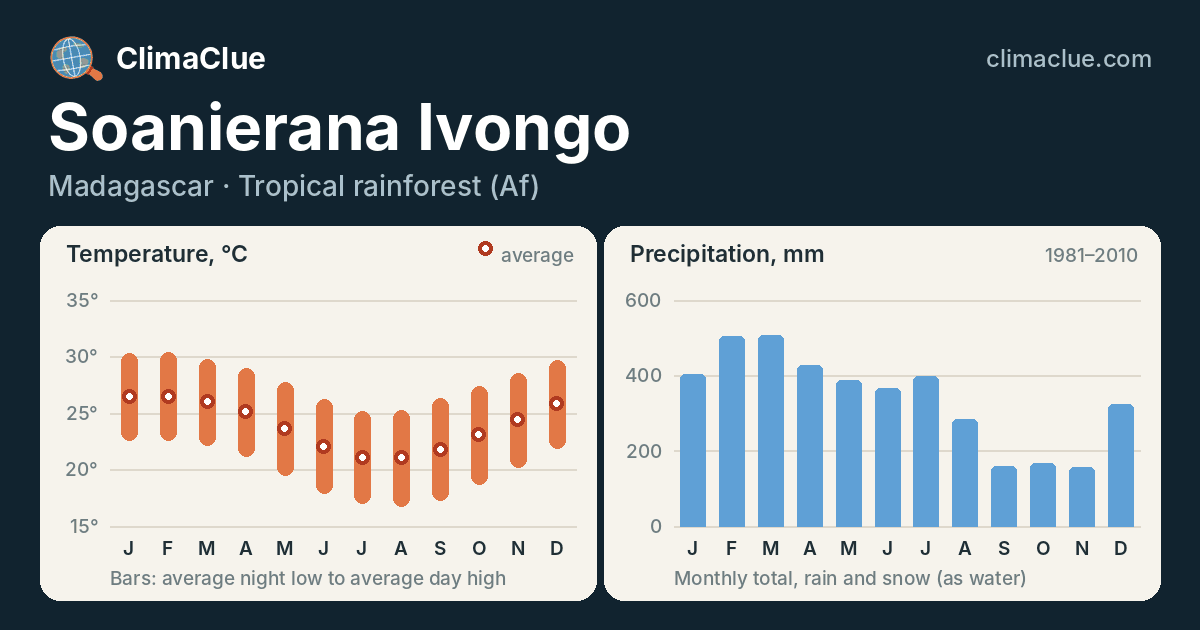 ClimaClue
climaclue.com
Soanierana Ivongo
Madagascar · Tropical rainforest (Af)
Temperature, °C
average
35°
30°
25°
20°
15°
J F M A M J J A S O N D
Bars: average night low to average day high
Precipitation, mm
1981–2010
600
400
200
0
J F M A M J J A S O N D
Monthly total, rain and snow (as water)